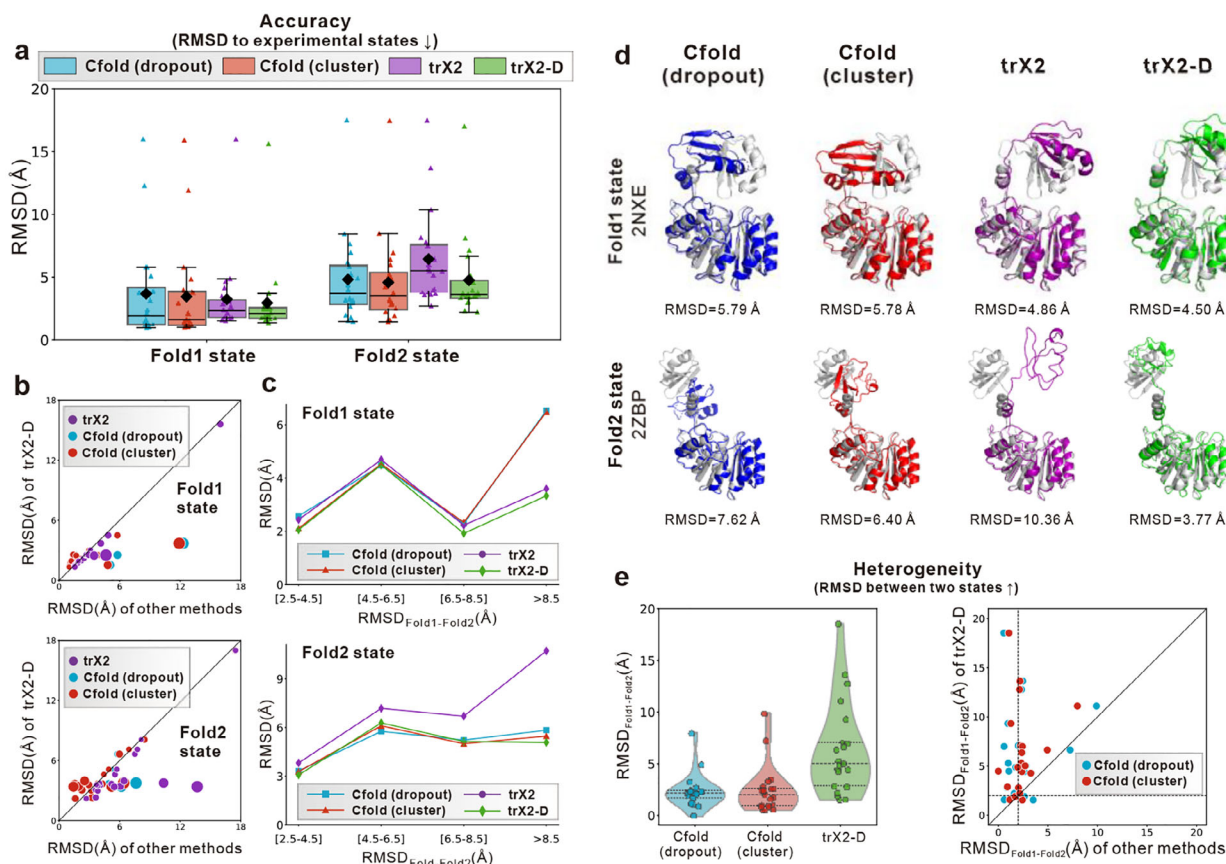 Accuracy
(RMSD to experimental states ↓)
a
Cfold (dropout)
Cfold (cluster)
trX2
trX2-D
RMSD(Å)
20
15
10
5
0
Fold1 state
Fold2 state
b
RMSD(Å) of trX2-D
18
12
6
0
trX2
Cfold (dropout)
Cfold (cluster)
Fold1
state
0
6
12
18
RMSD(Å) of other methods
RMSD(Å) of trX2-D
18
12
6
0
trX2
Cfold (dropout)
Cfold (cluster)
Fold2
state
0
6
12
18
RMSD(Å) of other methods
c
Fold1 state
RMSD(Å)
6
4
2
0
Cfold (dropout)
trX2
Cfold (cluster)
trX2-D
[2.5-4.5]
[4.5-6.5]
[6.5-8.5]
>8.5
RMSDFold1-Fold2(Å)
Fold2 state
RMSD(Å)
9
6
3
0
Cfold (dropout)
trX2
Cfold (cluster)
trX2-D
[2.5-4.5]
[4.5-6.5]
[6.5-8.5]
>8.5
RMSDFold-Fold2(Å)
d
Cfold
(dropout)
Cfold
(cluster)
trX2
trX2-D
Fold1 state
2NXE
RMSD=5.79 Å
RMSD=5.78 Å
RMSD=4.86 Å
RMSD=4.50 Å
Fold2 state
2ZBP
RMSD=7.62 Å
RMSD=6.40 Å
RMSD=10.36 Å
RMSD=3.77 Å
e
Heterogeneity
(RMSD between two states ↑)
RMSDFold1-Fold2(Å)
20
15
10
5
0
Cfold
(dropout)
Cfold
(cluster)
trX2-D
RMSDFold1-Fold2(Å) of trX2-D
20
15
10
5
0
Cfold (dropout)
Cfold (cluster)
0
5
10
15
20
RMSDFold1-Fold2(Å) of other methods